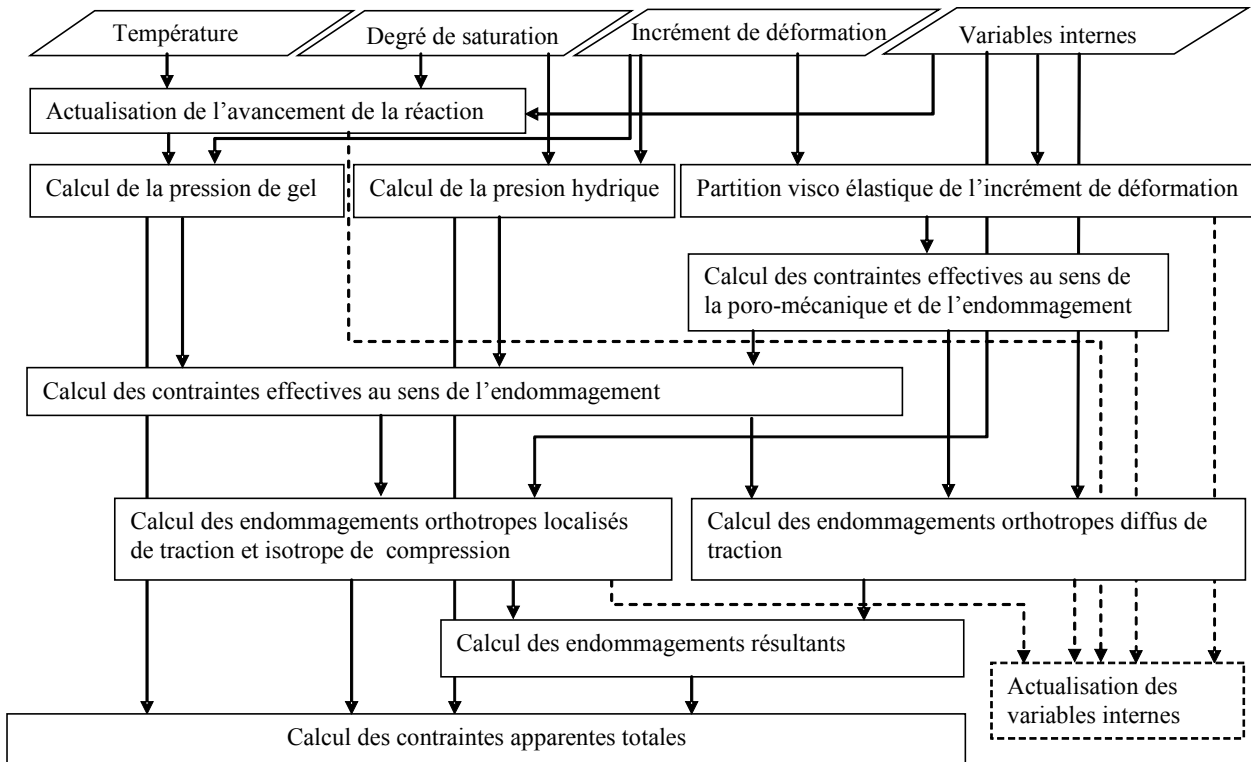 Température
Degré de saturation
Incrément de déformation
Variables internes
Actualisation de l’avancement de la réaction
Calcul de la pression de gel
Calcul de la presion hydrique
Partition visco élastique de l’incrément de déformation
Calcul des contraintes effectives au sens de
la poro-mécanique et de l’endommagement
Calcul des contraintes effectives au sens de l’endommagement
Calcul des endommagements orthotropes localisés
de traction et isotrope de compression
Calcul des endommagements orthotropes diffus de
traction
Calcul des endommagements résultants
Actualisation des
variables internes
Calcul des contraintes apparentes totales